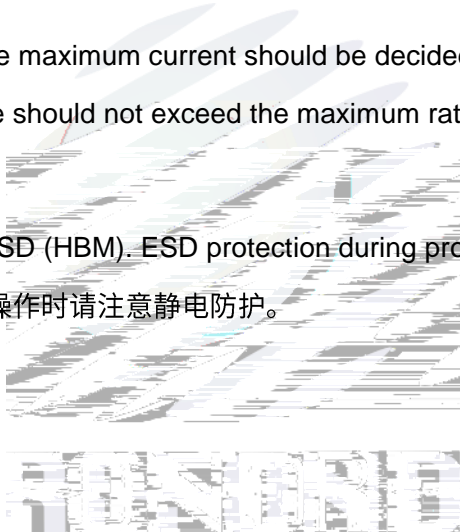 e maximum current should be decided
e should not exceed the maximum rat
SD (HBM). ESD protection during pro
操作时请注意静电防护。